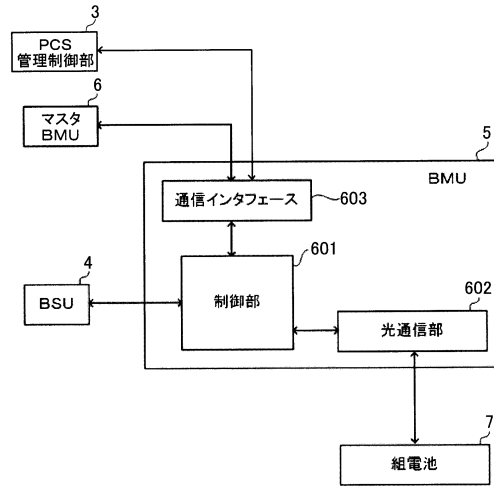 3
PCS
管理制御部
6
マスタ
BMU
5
BMU
通信インタフェース
603
601
4
BSU
制御部
602
光通信部
7
組電池